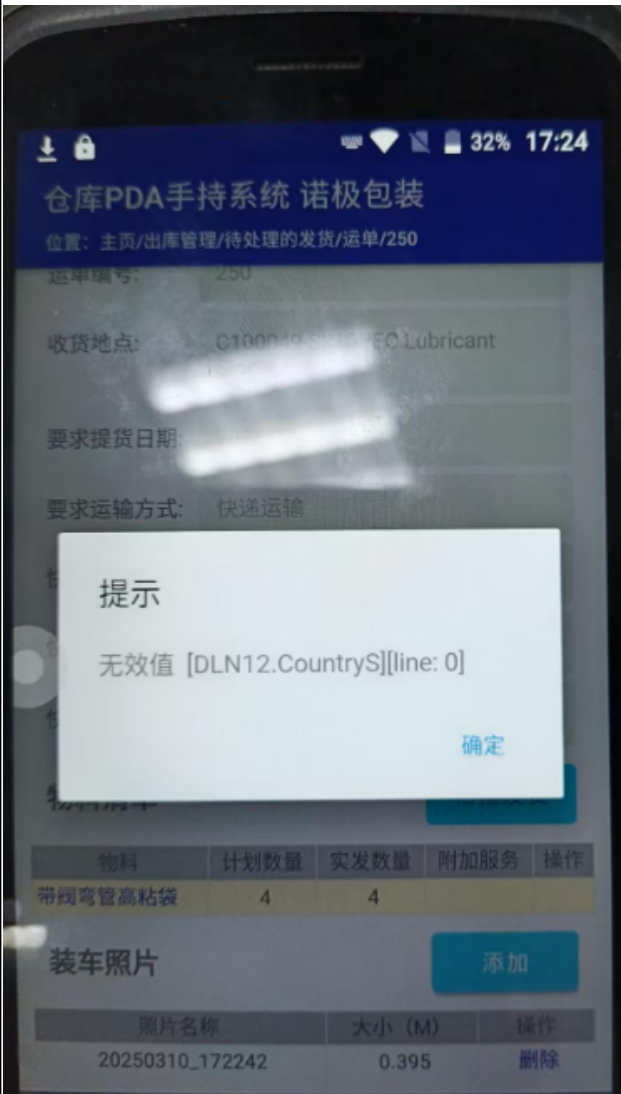 32% 17:24
仓库PDA手持系统 诺极包装
位置: 主页/出库管理/待处理的发货/运单/250
运单编号: 250
收货地点: Lubricant
要求提货日期:
要求运输方式: 快递运输
提示
无效值 [DLN12.CountryS][line: 0]
确定
物料清单
物料 计划数量 实发数量 附加服务 操作
带阀弯管高粘袋 4 4
装车照片 添加
照片名称 大小（M） 操作
20250310_172242 0.395 删除